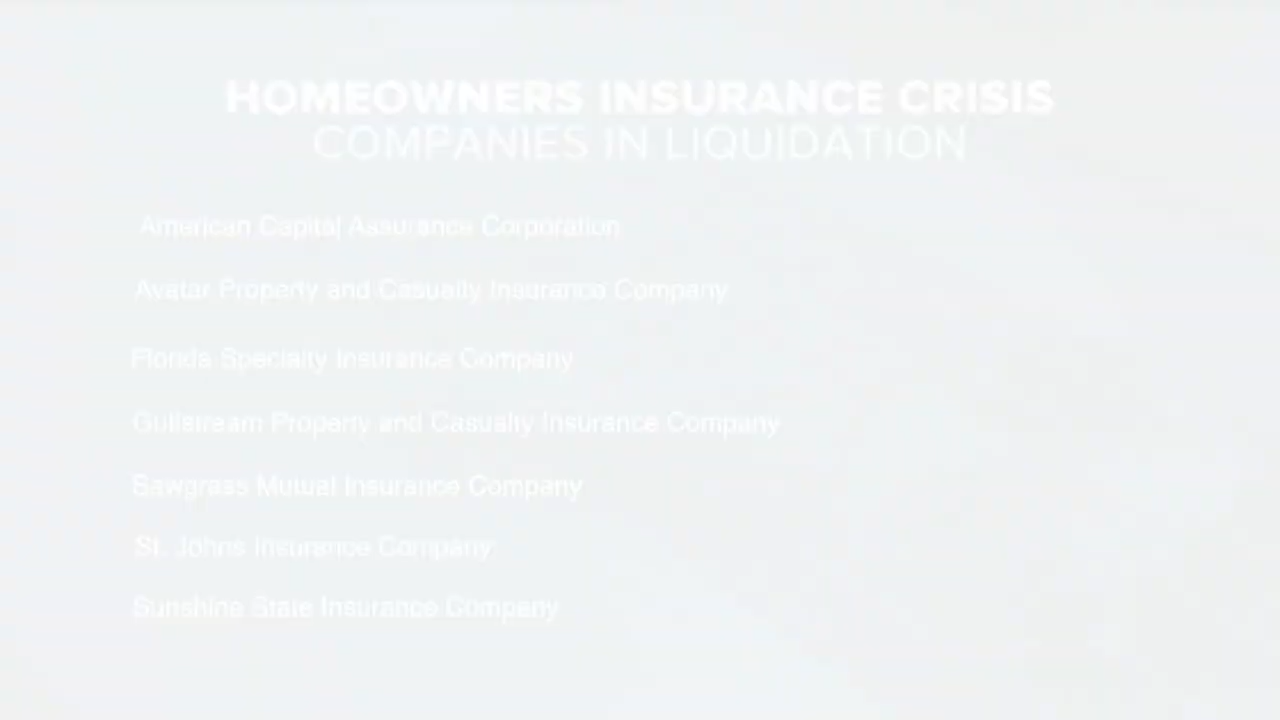 HOMEOWNERS INSURANCE CRISIS
COMPANIES IN LIQUIDATION
American Capital Assurance Corporation
Avatar Property and Casualty Insurance Company
Florida Specialty Insurance Company
Gulfstream Property and Casualty Insurance Company
Sawgrass Mutual Insurance Company
St. Johns Insurance Company
Sunshine State Insurance Company